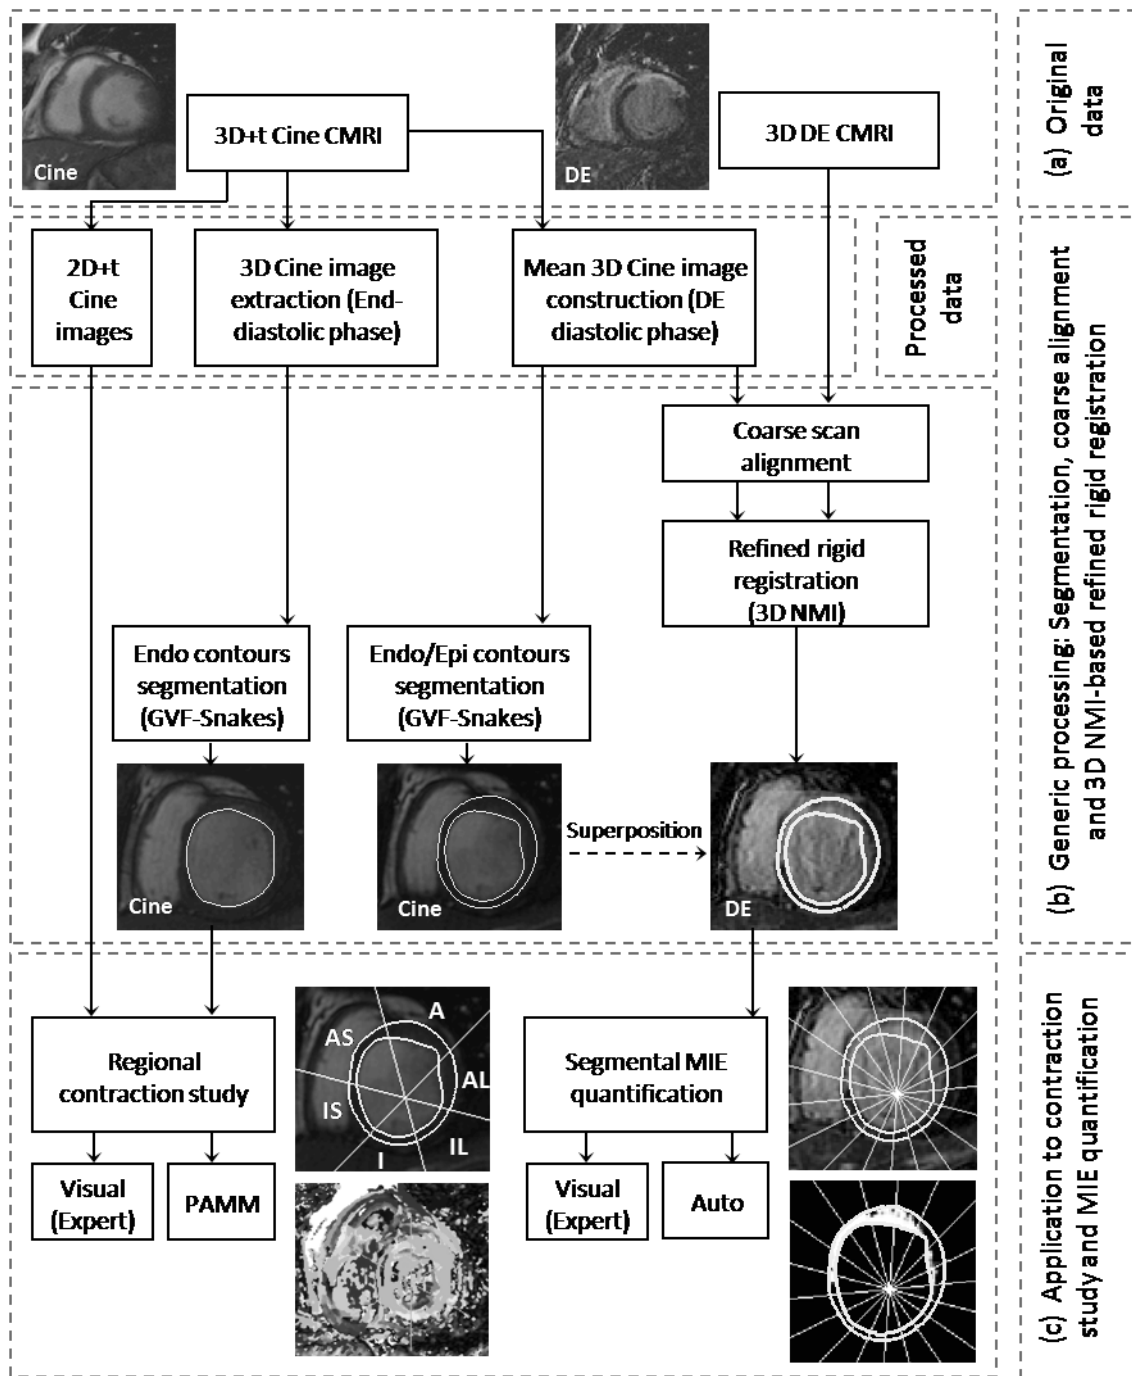 3D+t Cine CMRI
Cine
3D DE CMRI
DE
(a) Original
data
2D+t
Cine
images
3D Cine image
extraction (End-
diastolic phase)
Mean 3D Cine image
construction (DE
diastolic phase)
Processed
data
Coarse scan
alignment
Refined rigid
registration
(3D NMI)
Endo contours
segmentation
(GVF-Snakes)
Endo/Epi contours
segmentation
(GVF-Snakes)
Cine
Cine
Superposition
DE
(b) Generic processing: Segmentation, coarse alignment
and 3D NMI-based refined rigid registration
Regional
contraction study
Visual
(Expert)
PAMM
A
AS
AL
IS
IL
I
Segmental MIE
quantification
Visual
(Expert)
Auto
(c) Application to contraction
study and MIE quantification